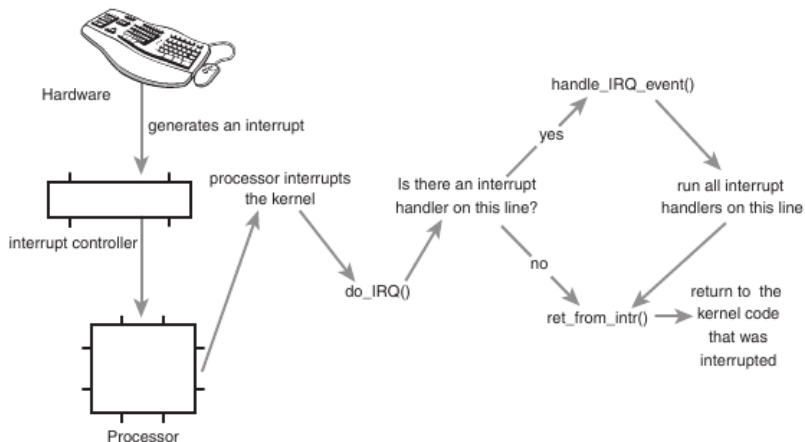 Hardware
generates an interrupt
interrupt controller
Processor
processor interrupts
the kernel
do_IRQ()
Is there an interrupt
handler on this line?
yes
no
handle_IRQ_event()
run all interrupt
handlers on this line
ret_from_intr()
return to the
kernel code
that was
interrupted